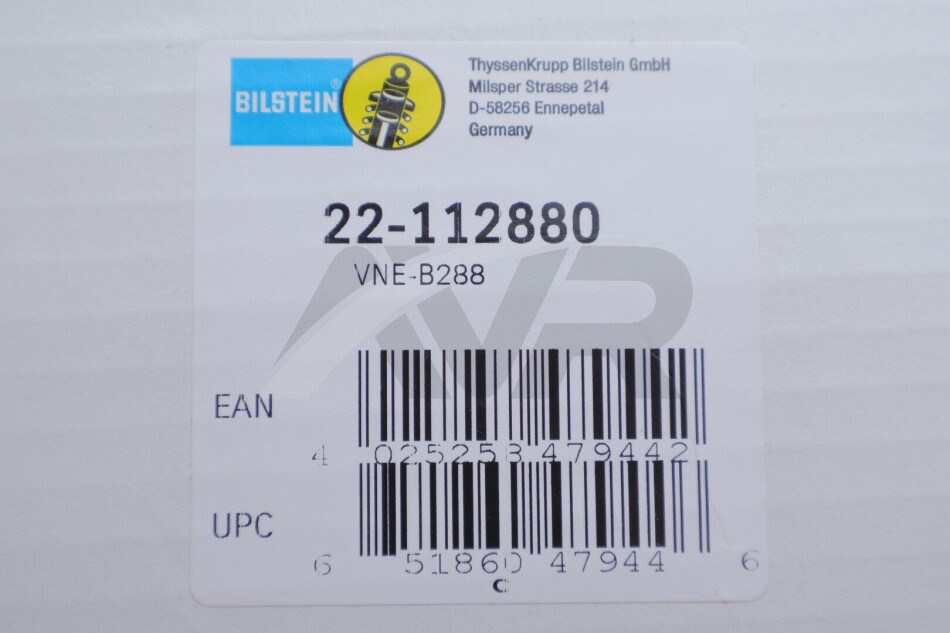 BILSTEIN®
ThyssenKrupp Bilstein GmbH
Milsper Strasse 214
D-58256 Ennepetal
Germany
22-112880
VNE-B288
AVR
EAN
4 025258 479442
UPC
6 51860 47944 6
C